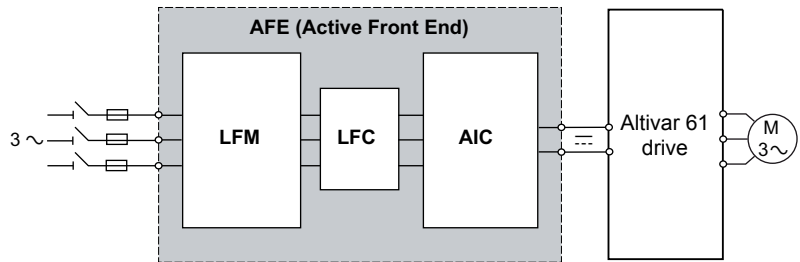 AFE (Active Front End)
LFM
LFC
AIC
3 ~
Altivar 61
drive
M
3~